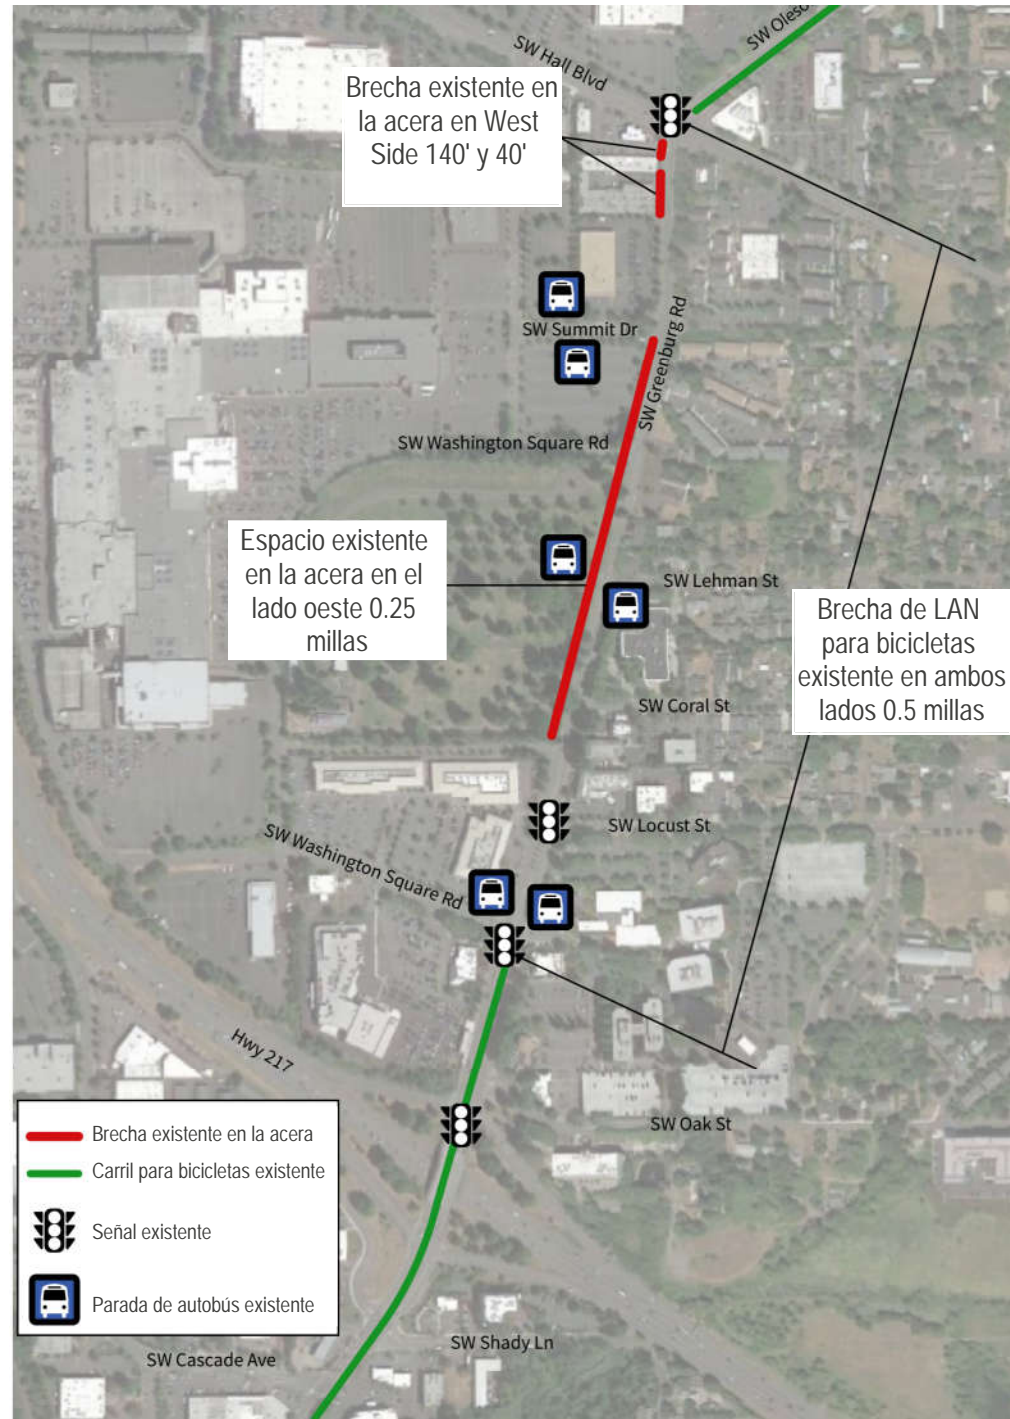 SW Oleso
SW Hall Blvd
Brecha existente en
la acera en West
Side 140' y 40'
SW Summit Dr
SW Greenburg Rd
SW Washington Square Rd
Espacio existente
en la acera en el
lado oeste 0.25
millas
SW Lehman St
Brecha de LAN
para bicicletas
existente en ambos
lados 0.5 millas
SW Coral St
SW Locust St
SW Washington Square Rd
Hwy 217
SW Oak St
Brecha existente en la acera
Carril para bicicletas existente
Señal existente
Parada de autobús existente
SW Shady Ln
SW Cascade Ave